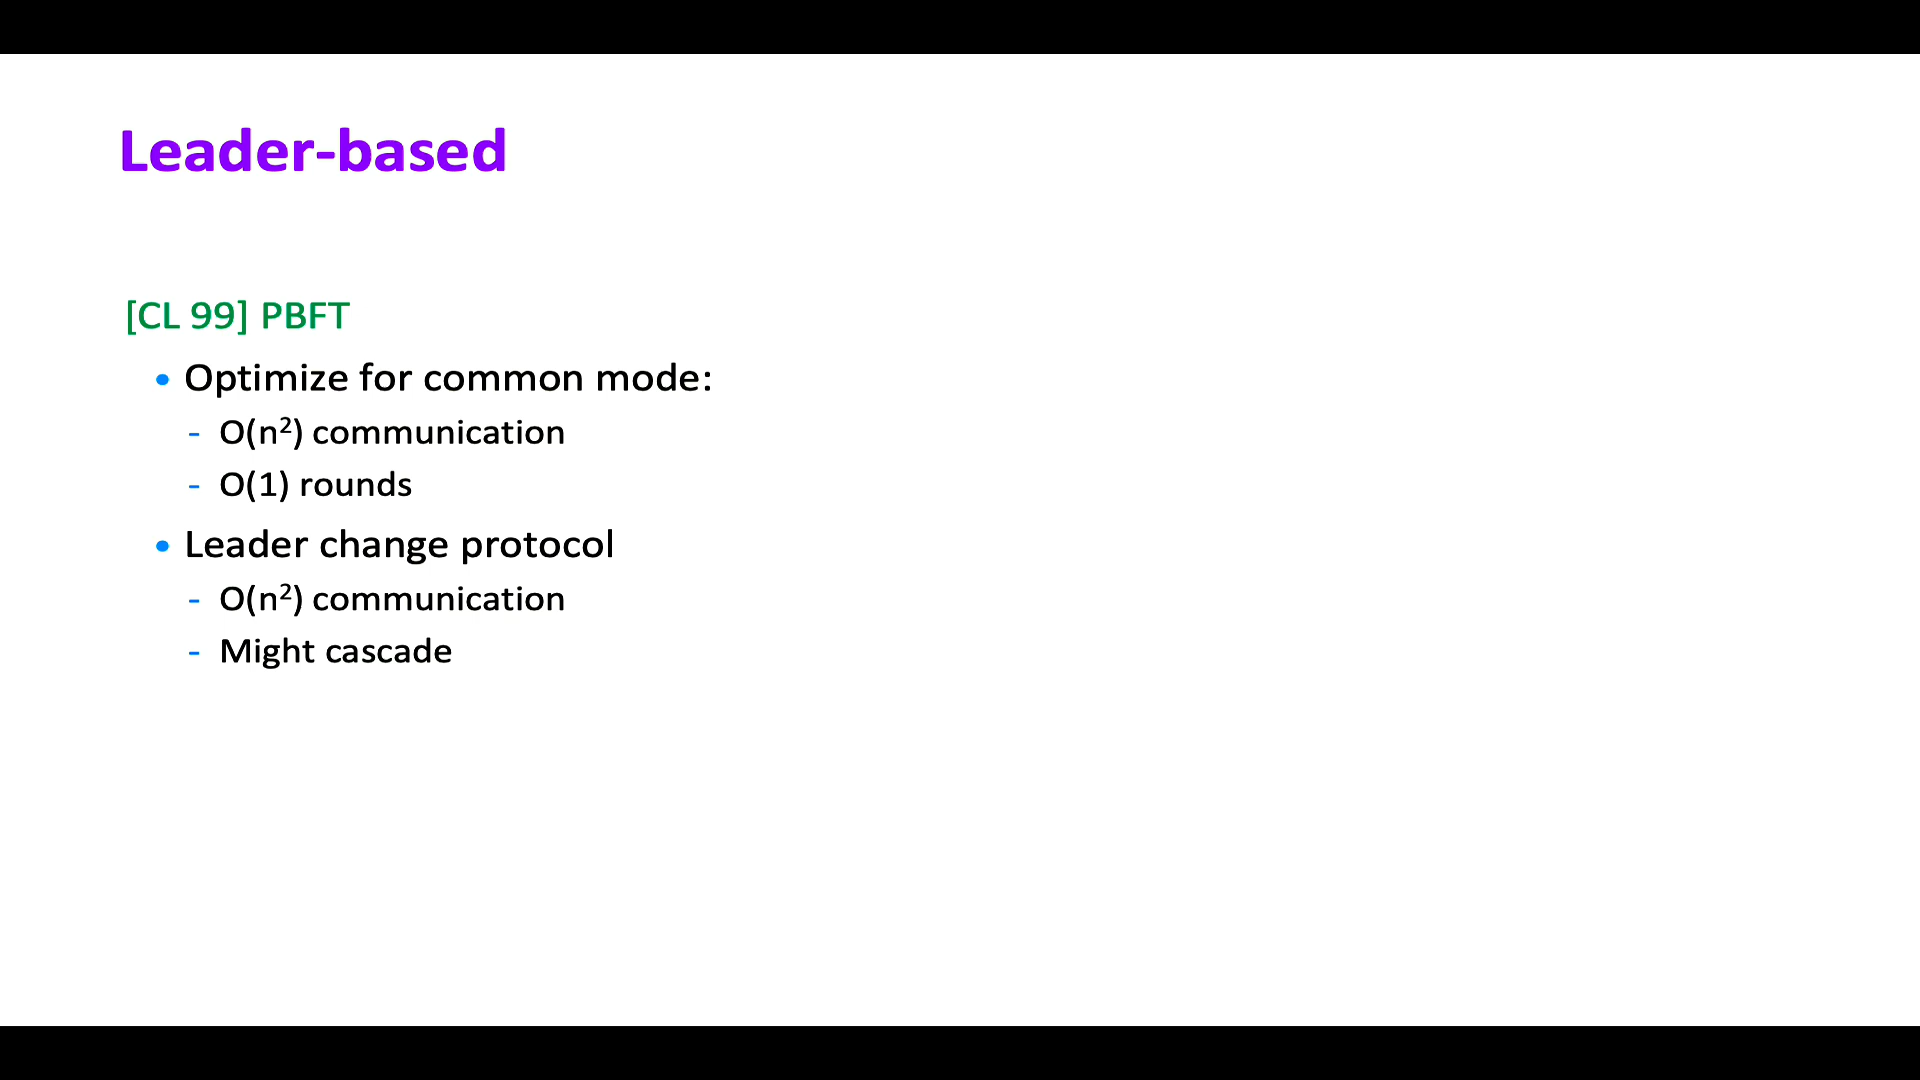 Leader-based
[CL 99] PBFT
• Optimize for common mode:
- O(n²) communication
- O(1) rounds
• Leader change protocol
- O(n²) communication
- Might cascade